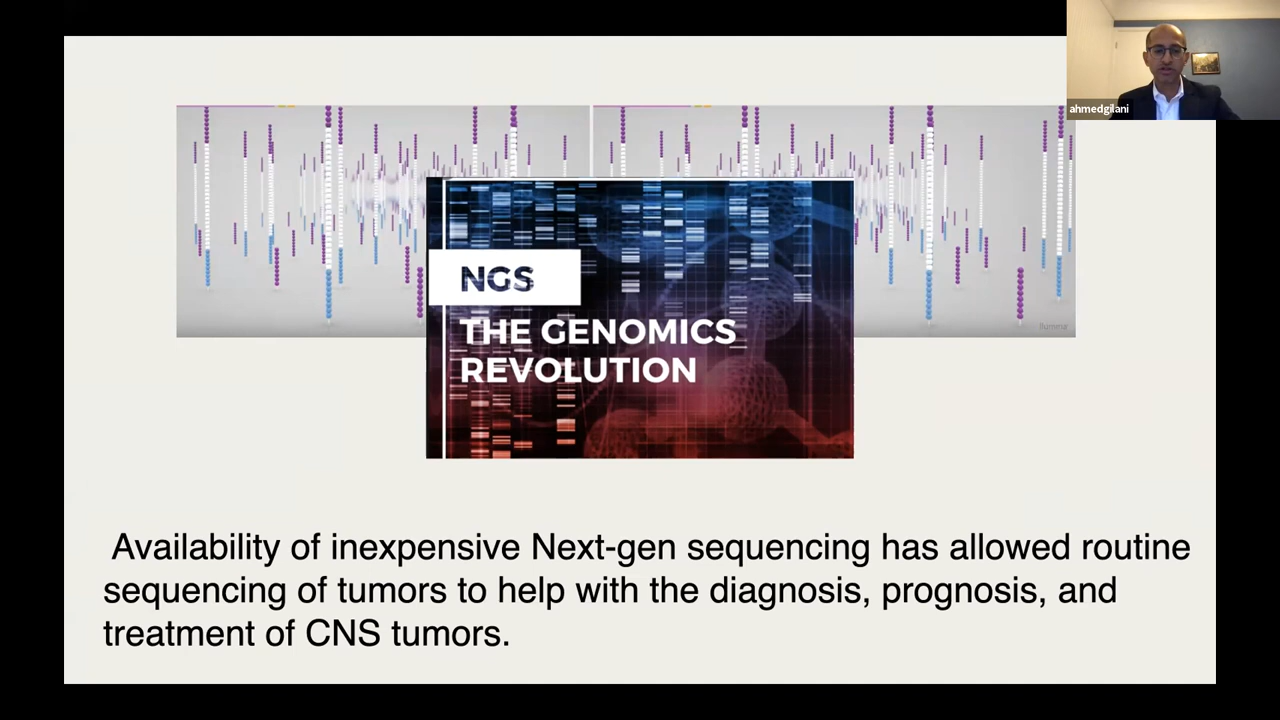 ahmedgilani
illumina
NGS
THE GENOMICS
REVOLUTION
Availability of inexpensive Next-gen sequencing has allowed routine
sequencing of tumors to help with the diagnosis, prognosis, and
treatment of CNS tumors.